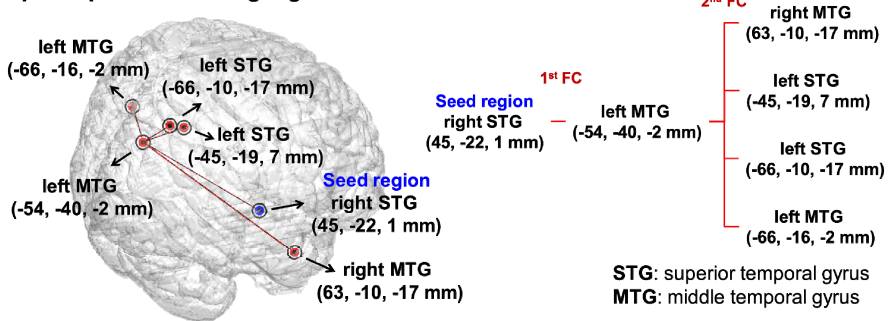 left MTG
(-66, -16, -2 mm)
left STG
(-66, -10, -17 mm)
left STG
(-45, -19, 7 mm)
left MTG
(-54, -40, -2 mm)
Seed region
right STG
(45, -22, 1 mm)
right MTG
(63, -10, -17 mm)
Seed region
right STG
(45, -22, 1 mm)
1st FC
left MTG
(-54, -40, -2 mm)
2nd FC
right MTG
(63, -10, -17 mm)
left STG
(-45, -19, 7 mm)
left STG
(-66, -10, -17 mm)
left MTG
(-66, -16, -2 mm)
STG: superior temporal gyrus
MTG: middle temporal gyrus